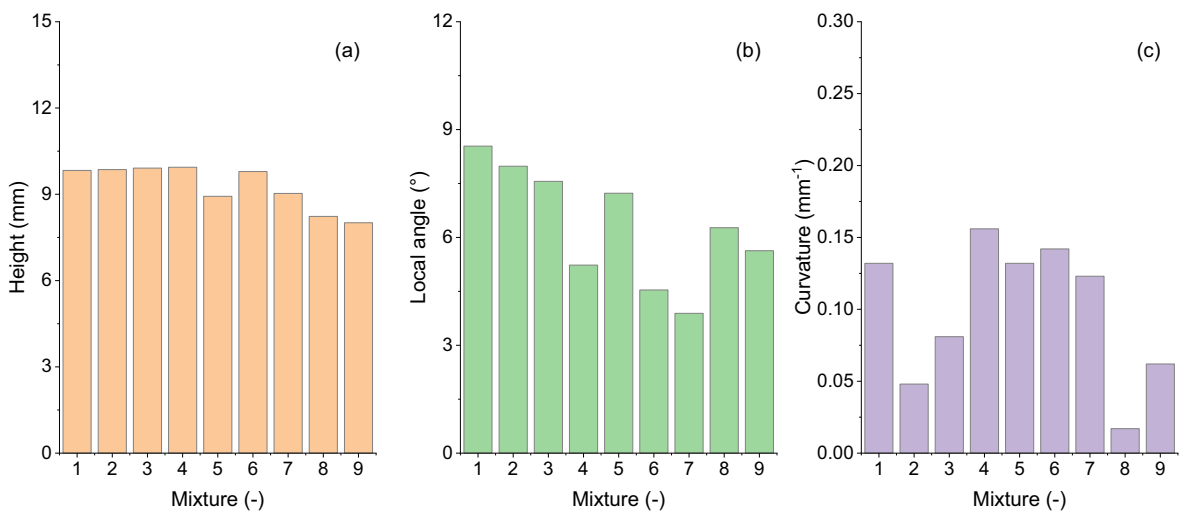 15
12
9
6
3
0
Height (mm)
(a)
1 2 3 4 5 6 7 8 9
Mixture (-)
12
9
6
3
0
Local angle (°)
(b)
1 2 3 4 5 6 7 8 9
Mixture (-)
0.30
0.25
0.20
0.15
0.10
0.05
0.00
Curvature (mm⁻¹)
(c)
1 2 3 4 5 6 7 8 9
Mixture (-)